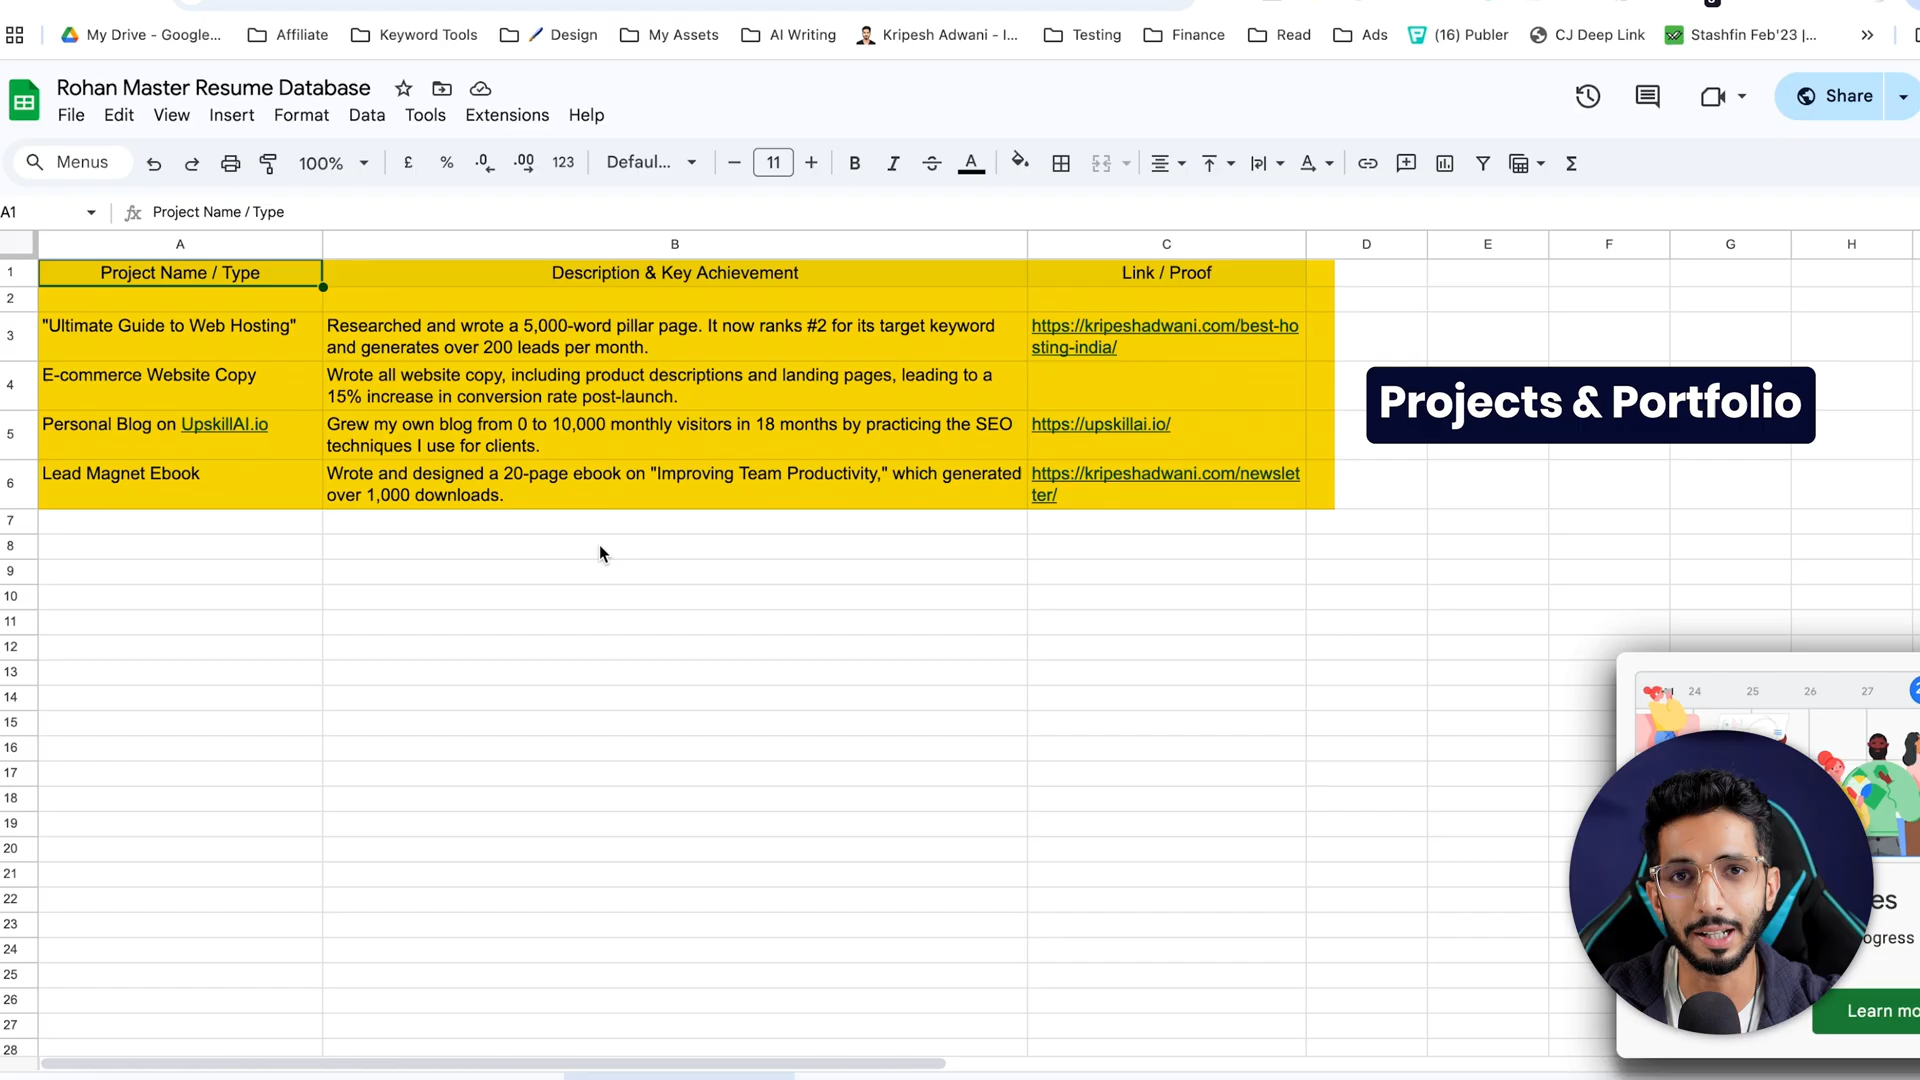 My Drive - Google...
Affiliate
Keyword Tools
Design
My Assets
AI Writing
Kripesh Adwani - I...
Testing
Finance
Read
Ads
(16) Publer
CJ Deep Link
Stashfin Feb'23 |...
Rohan Master Resume Database
File Edit View Insert Format Data Tools Extensions Help
Share
Menus
100%
£ % .0 .00 123
Defaul...
11
B I A A Σ
A1
fx Project Name / Type
A B C D E F G H
1 Project Name / Type Description & Key Achievement Link / Proof
2
3 "Ultimate Guide to Web Hosting" Researched and wrote a 5,000-word pillar page. It now ranks #2 for its target keyword https://kripeshadwani.com/best-ho
and generates over 200 leads per month. sting-india/
4 E-commerce Website Copy Wrote all website copy, including product descriptions and landing pages, leading to a
15% increase in conversion rate post-launch.
Projects & Portfolio
5 Personal Blog on UpskillAI.io Grew my own blog from 0 to 10,000 monthly visitors in 18 months by practicing the SEO https://upskillai.io/
techniques I use for clients.
6 Lead Magnet Ebook Wrote and designed a 20-page ebook on "Improving Team Productivity," which generated https://kripeshadwani.com/newslet
over 1,000 downloads. ter/
7
8
9
10
11
12
13
14
15
16
17
18
19
20
21
22
23
24
25
26
27
28
24 25 26 27
es
ogress
Learn mo